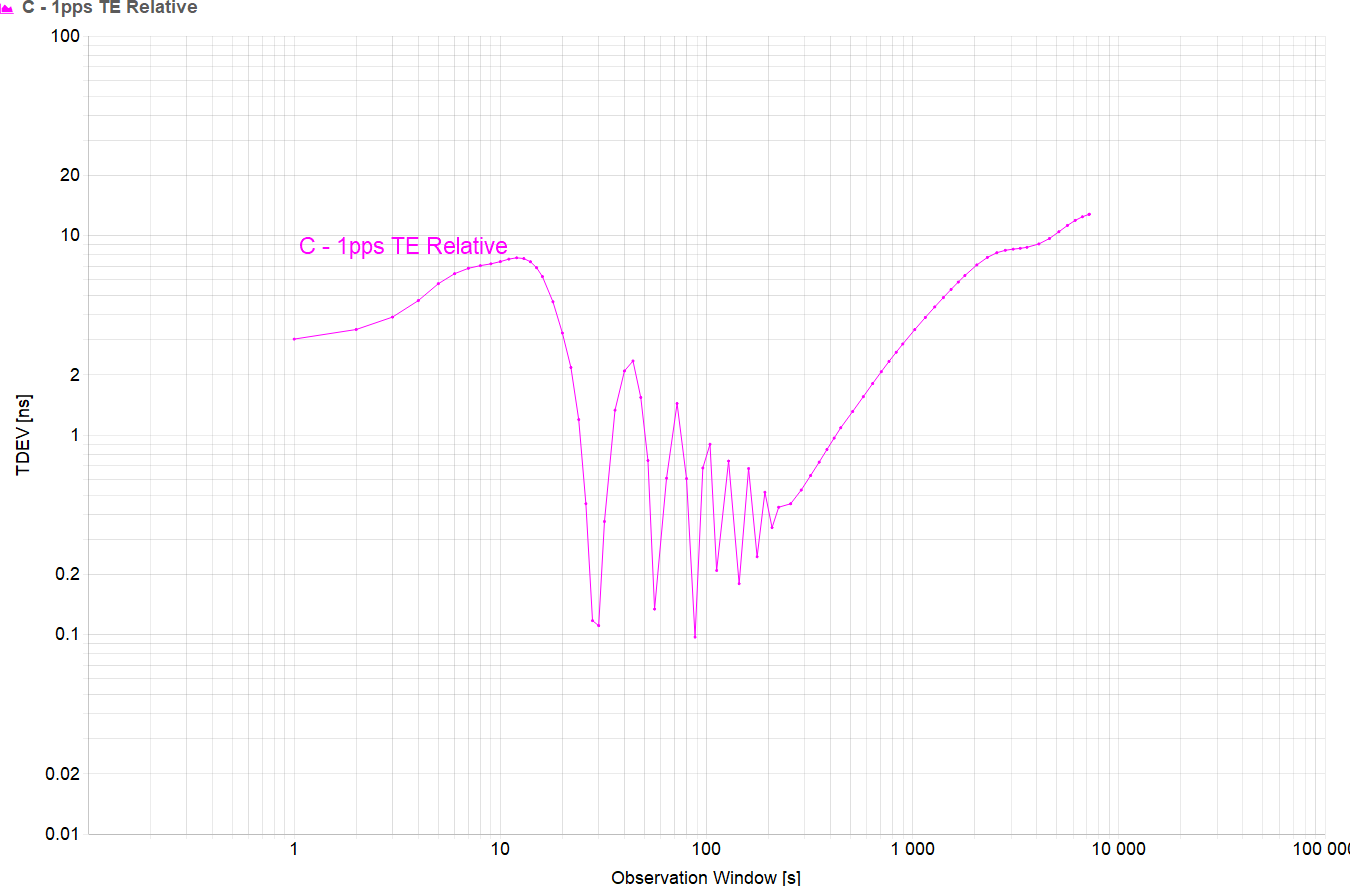 C - 1pps TE Relative
100
20
10
C - 1pps TE Relative
2
1
TDEV [ns]
0.2
0.1
0.02
0.01
1 10 100 1 000 10 000 100 000
Observation Window [s]